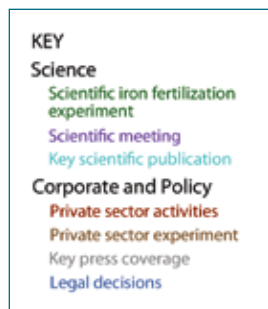 KEY
Science
Scientific iron fertilization
experiment
Scientific meeting
Key scientific publication
Corporate and Policy
Private sector activities
Private sector experiment
Key press coverage
Legal decisions